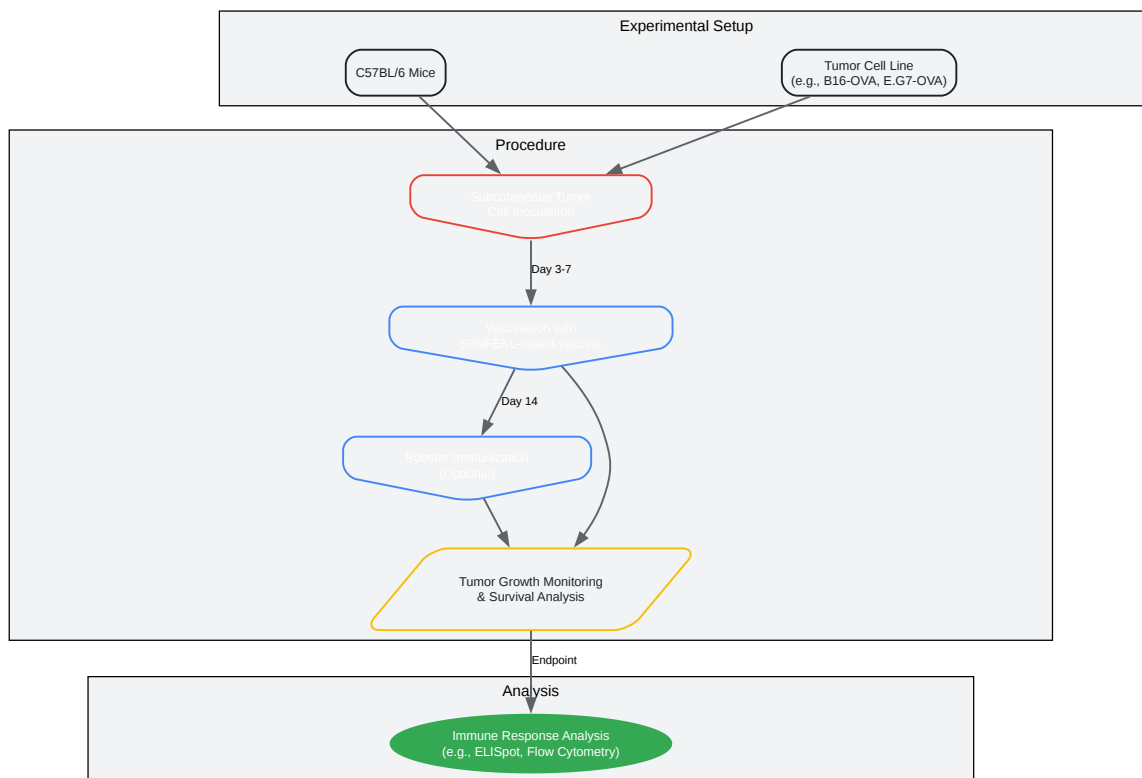 Experimental Setup
C57BL/6 Mice
Tumor Cell Line
(e.g., B16-OVA, E.G7-OVA)
Procedure
Subcutaneous Tumor
Cell Inoculation
Day 3-7
Vaccination with
SIINFEKL-based vaccine
Day 14
Booster Immunization
(Optional)
Tumor Growth Monitoring
& Survival Analysis
Endpoint
Analysis
Immune Response Analysis
(e.g., ELISpot, Flow Cytometry)